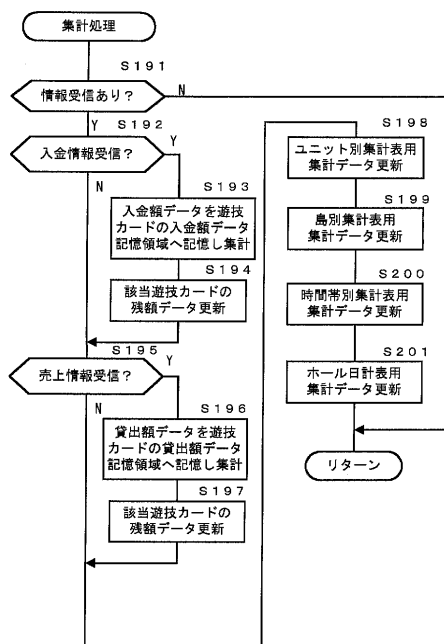 集計処理
S191
情報受信あり?
N
Y
S192
入金情報受信?
Y
N
S193
入金額データを遊技
カードの入金額データ
記憶領域へ記憶し集計
S194
該当遊技カードの
残額データ更新
S195
売上情報受信?
Y
N
S196
貸出額データを遊技
カードの貸出額データ
記憶領域へ記憶し集計
S197
該当遊技カードの
残額データ更新
S198
ユニット別集計表用
集計データ更新
S199
島別集計表用
集計データ更新
S200
時間帯別集計表用
集計データ更新
S201
ホール日計表用
集計データ更新
リターン